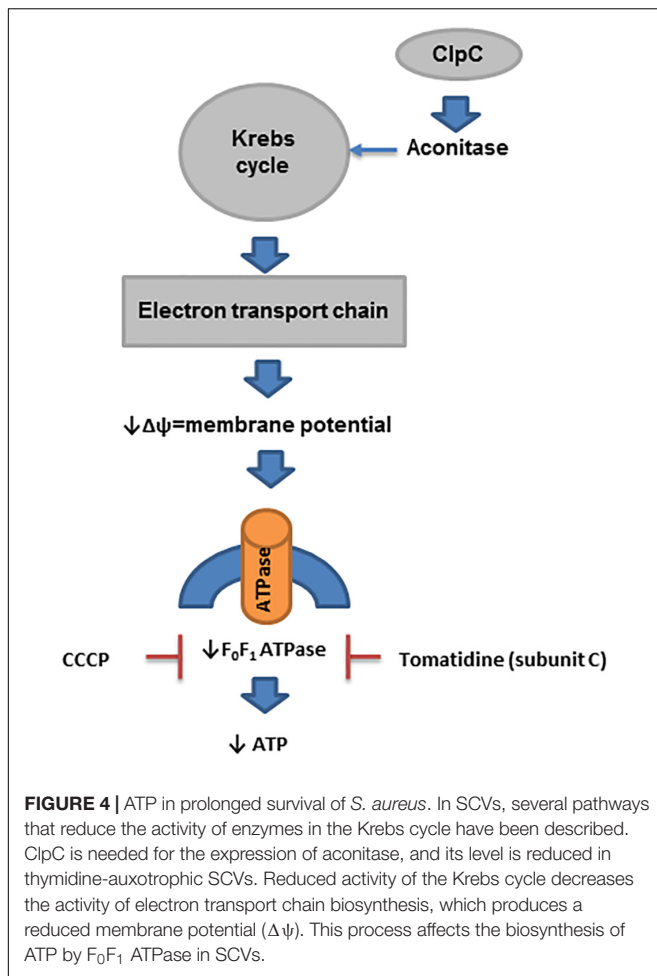 ClpC
Krebs
cycle
Aconitase
Electron transport chain
↓Δψ=membrane potential
ATPase
CCCP
↓F₀F₁ ATPase
Tomatidine (subunit C)
↓ ATP
FIGURE 4 | ATP in prolonged survival of S. aureus. In SCVs, several pathways
that reduce the activity of enzymes in the Krebs cycle have been described.
ClpC is needed for the expression of aconitase, and its level is reduced in
thymidine-auxotrophic SCVs. Reduced activity of the Krebs cycle decreases
the activity of electron transport chain biosynthesis, which produces a
reduced membrane potential (Δψ). This process affects the biosynthesis of
ATP by F₀F₁ ATPase in SCVs.